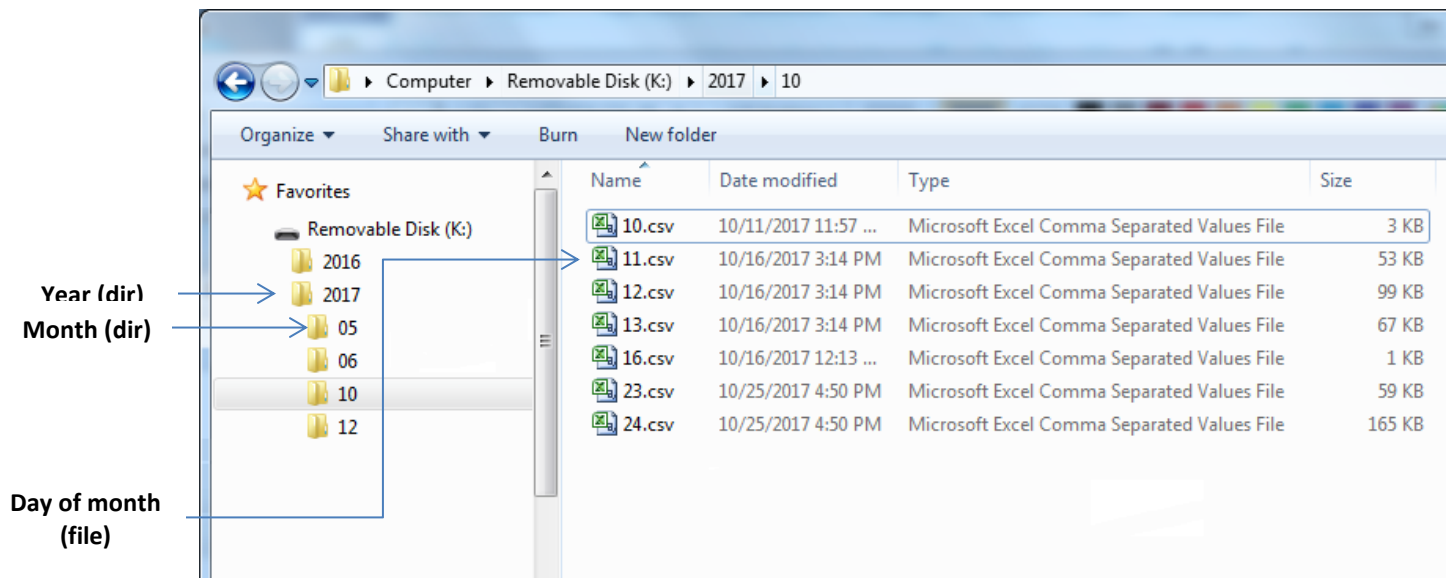 Computer Removable Disk (K:) 2017 10
Organize Share with Burn New folder
Favorites
Removable Disk (K:)
2016
2017
05
06
10
12
Year (dir)
Month (dir)
Day of month
(file)
Name Date modified Type Size
10.csv 10/11/2017 11:57 ... Microsoft Excel Comma Separated Values File 3 KB
11.csv 10/16/2017 3:14 PM Microsoft Excel Comma Separated Values File 53 KB
12.csv 10/16/2017 3:14 PM Microsoft Excel Comma Separated Values File 99 KB
13.csv 10/16/2017 3:14 PM Microsoft Excel Comma Separated Values File 67 KB
16.csv 10/16/2017 12:13 ... Microsoft Excel Comma Separated Values File 1 KB
23.csv 10/25/2017 4:50 PM Microsoft Excel Comma Separated Values File 59 KB
24.csv 10/25/2017 4:50 PM Microsoft Excel Comma Separated Values File 165 KB